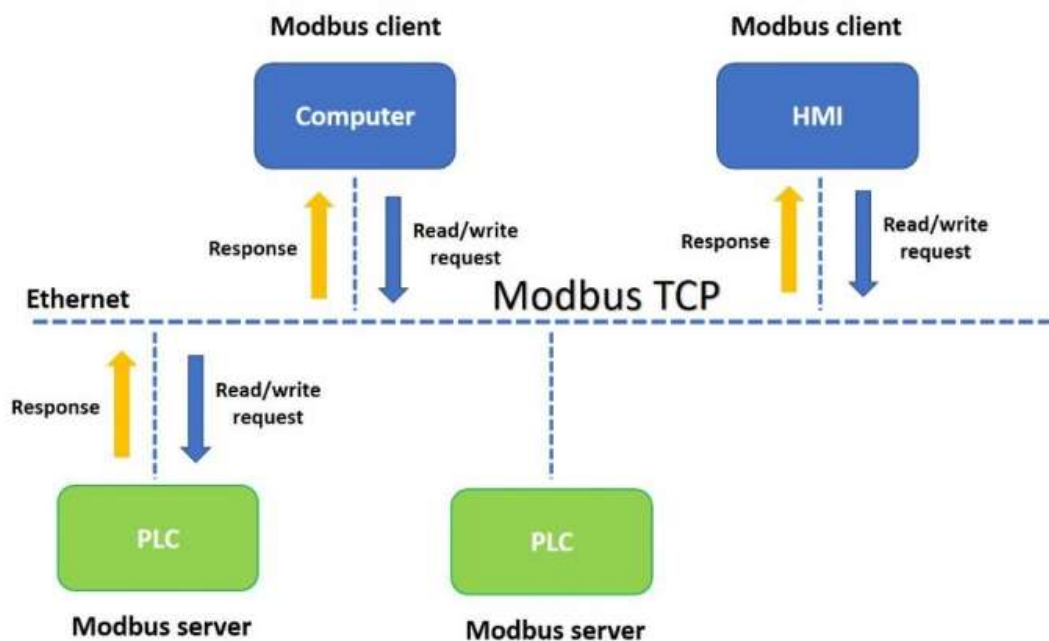 Modbus client
Modbus client
Computer
HMI
Response
Read/write
request
Response
Read/write
request
Ethernet
Modbus TCP
Response
Read/write
request
PLC
PLC
Modbus server
Modbus server